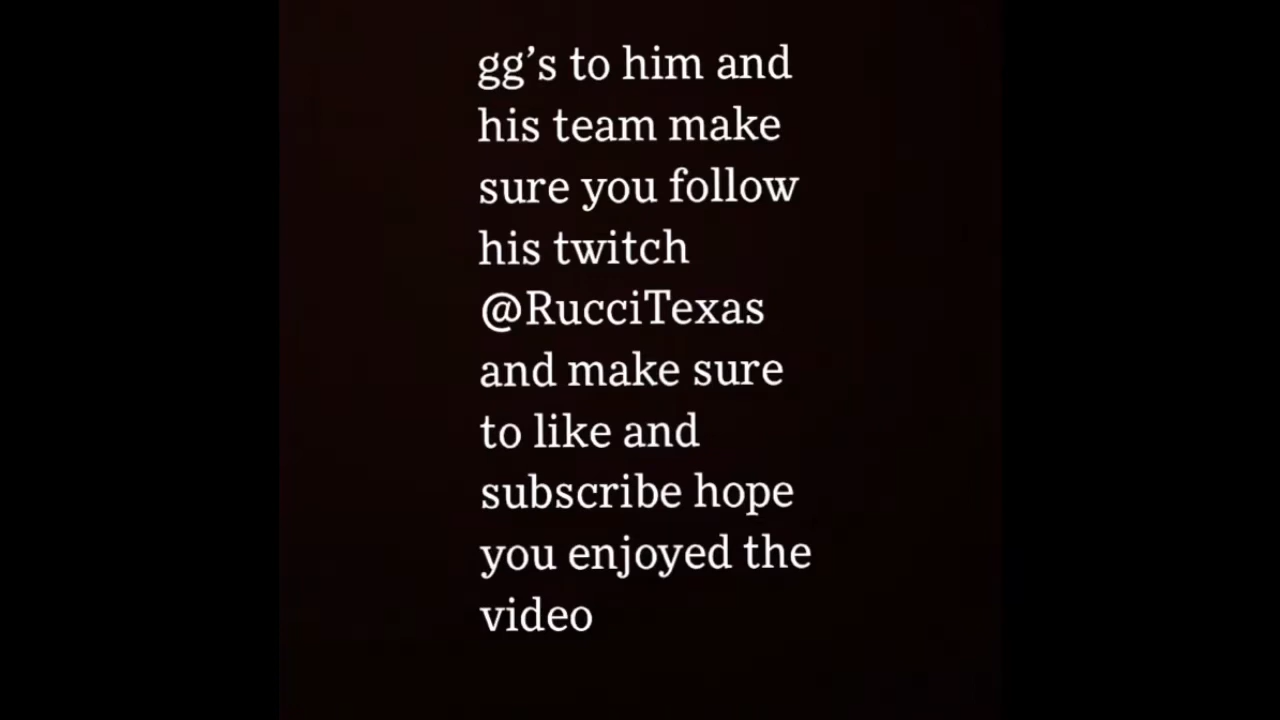 gg’s to him and
his team make
sure you follow
his twitch
@RucciTexas
and make sure
to like and
subscribe hope
you enjoyed the
video